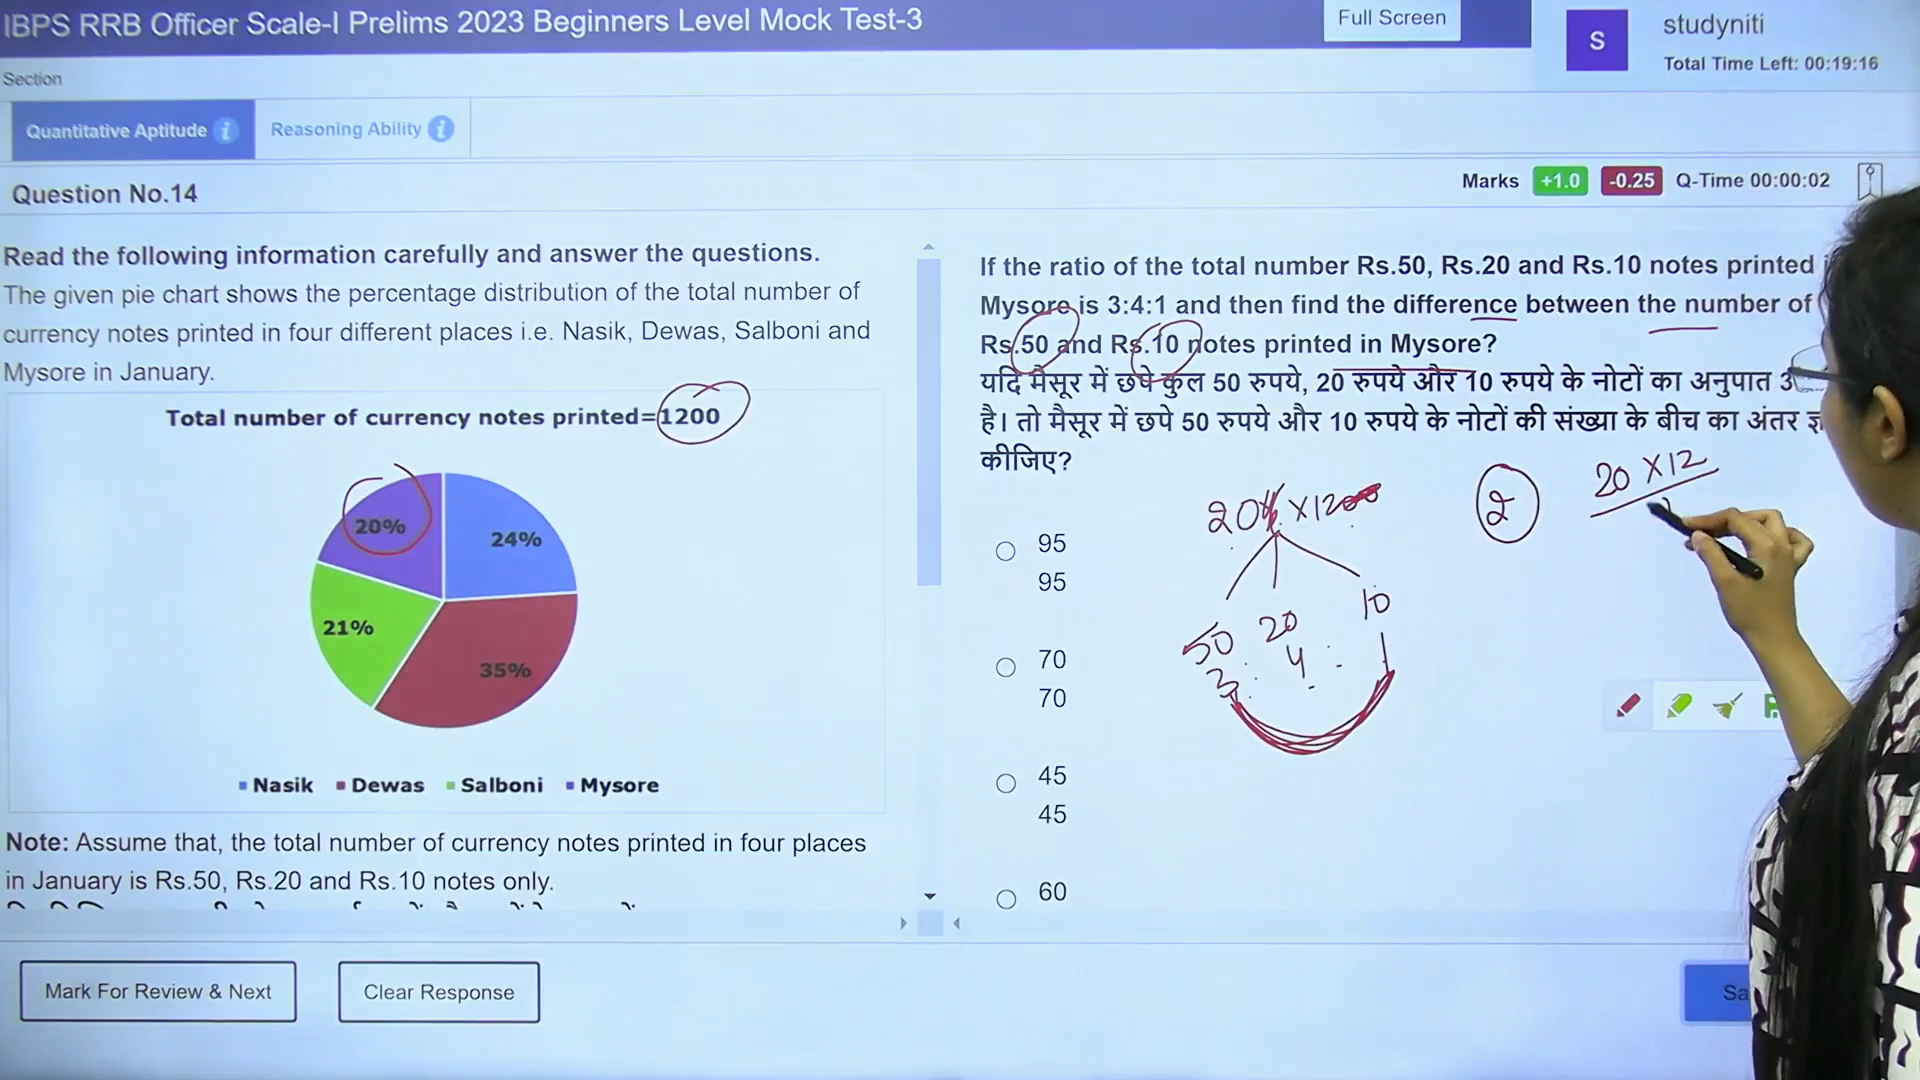 IBPS RRB Officer Scale-I Prelims 2023 Beginners Level Mock Test-3
Full Screen
S
studyniti
Total Time Left: 00:19:16
Section
Quantitative Aptitude i
Reasoning Ability i
Question No.14
Marks +1.0 -0.25 Q-Time 00:00:02
Read the following information carefully and answer the questions.
The given pie chart shows the percentage distribution of the total number of
currency notes printed in four different places i.e. Nasik, Dewas, Salboni and
Mysore in January.
Total number of currency notes printed=1200
20%
24%
21%
35%
Nasik Dewas Salboni Mysore
Note: Assume that, the total number of currency notes printed in four places
in January is Rs.50, Rs.20 and Rs.10 notes only.
If the ratio of the total number Rs.50, Rs.20 and Rs.10 notes printed
Mysore is 3:4:1 and then find the difference between the number of
Rs.50 and Rs.10 notes printed in Mysore?
यदि मैसूर में छपे कुल 50 रुपये, 20 रुपये और 10 रुपये के नोटों का अनुपात 3
है। तो मैसूर में छपे 50 रुपये और 10 रुपये के नोटों की संख्या के बीच का अंतर
कीजिए?
20% X1200
2
20 X12
50 20 10
3 : 4 : 1
95
95
70
70
45
45
60
Mark For Review & Next
Clear Response